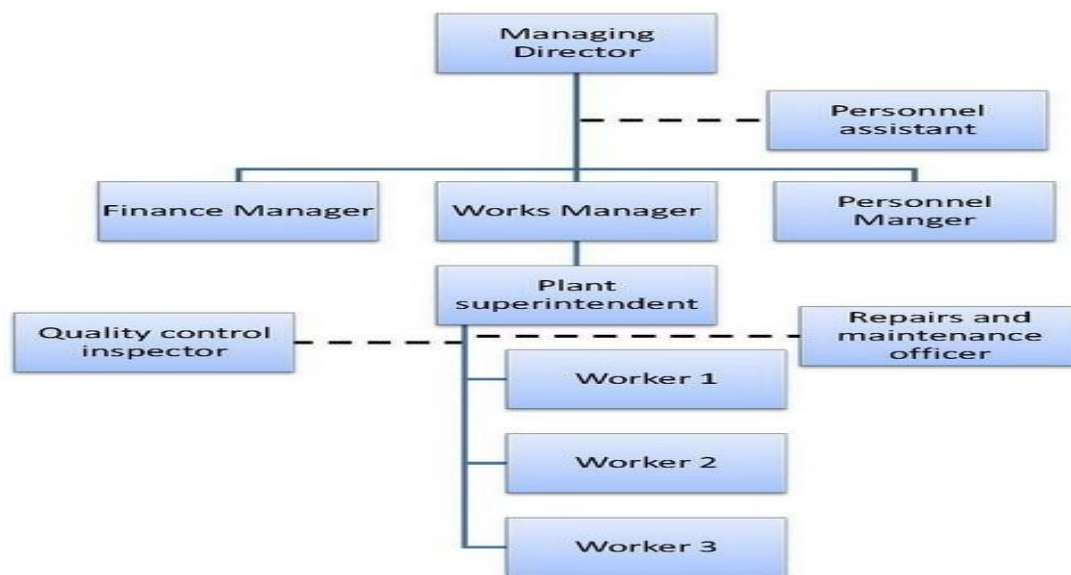 Managing
Director
Personnel
assistant
Finance Manager
Works Manager
Personnel
Manger
Plant
superintendent
Quality control
inspector
Repairs and
maintenance
officer
Worker 1
Worker 2
Worker 3